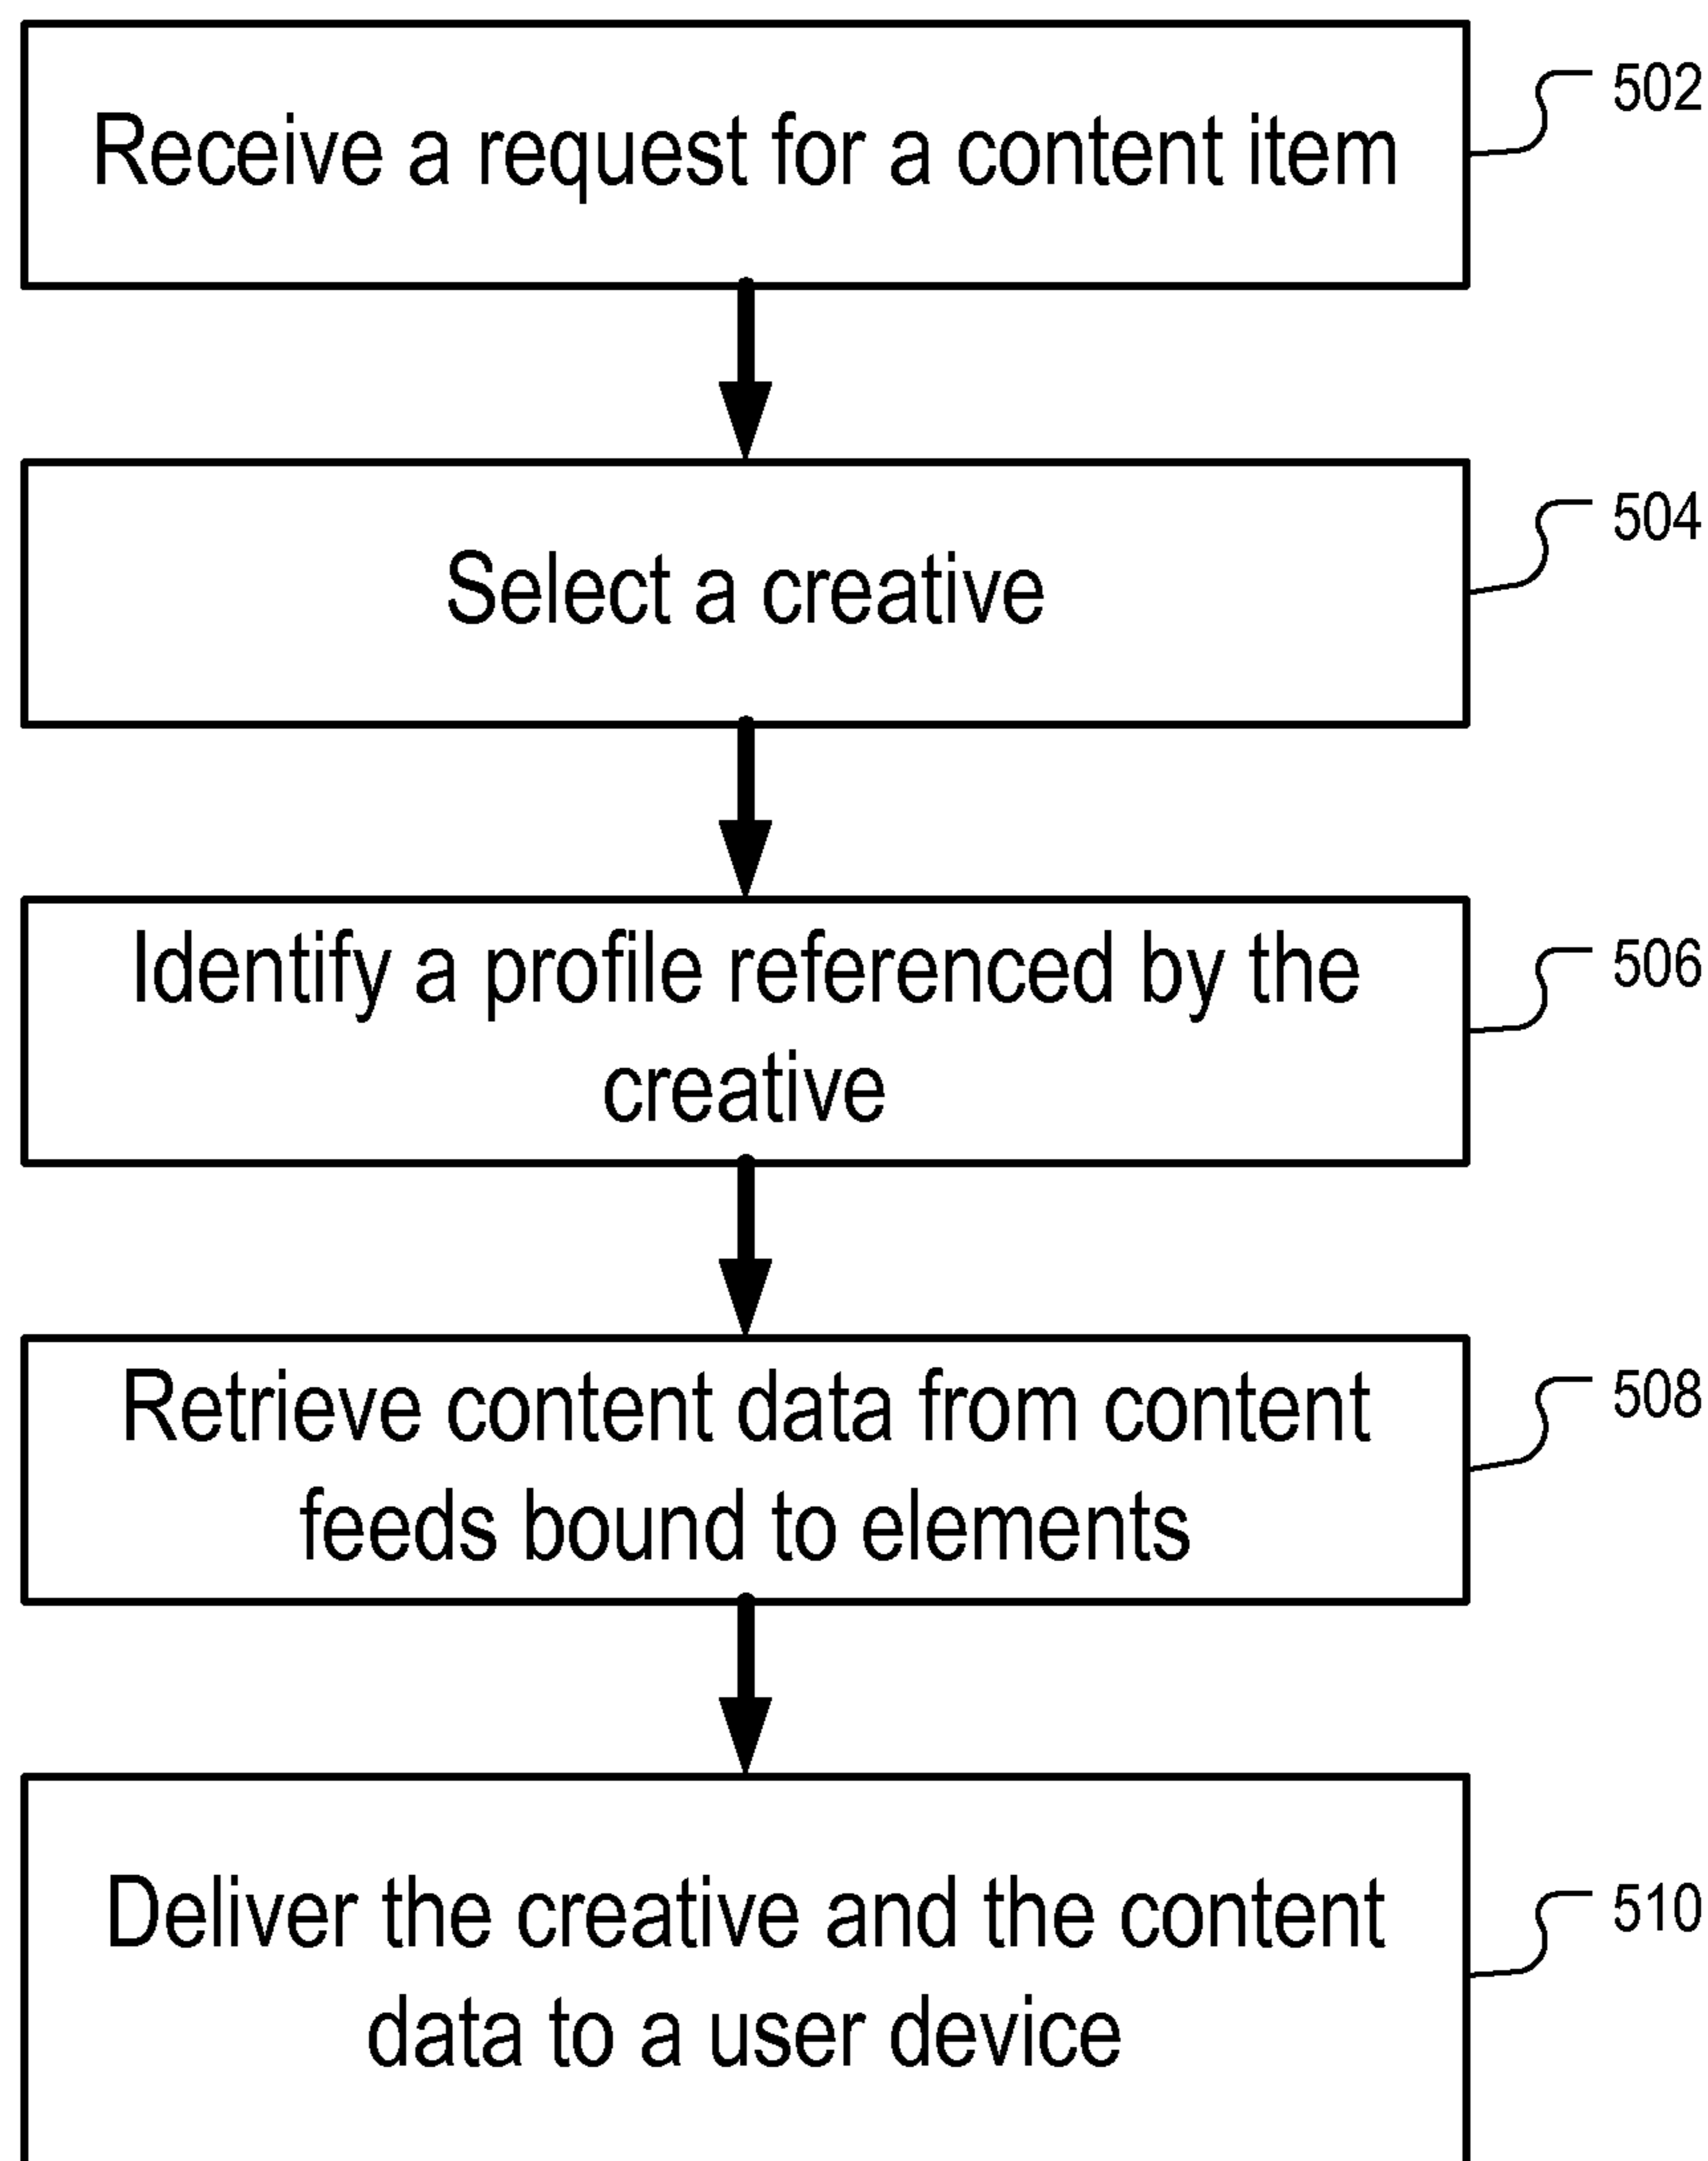 Receive a request for a content item
502
Select a creative
504
Identify a profile referenced by the
creative
506
Retrieve content data from content
feeds bound to elements
508
Deliver the creative and the content
data to a user device
510